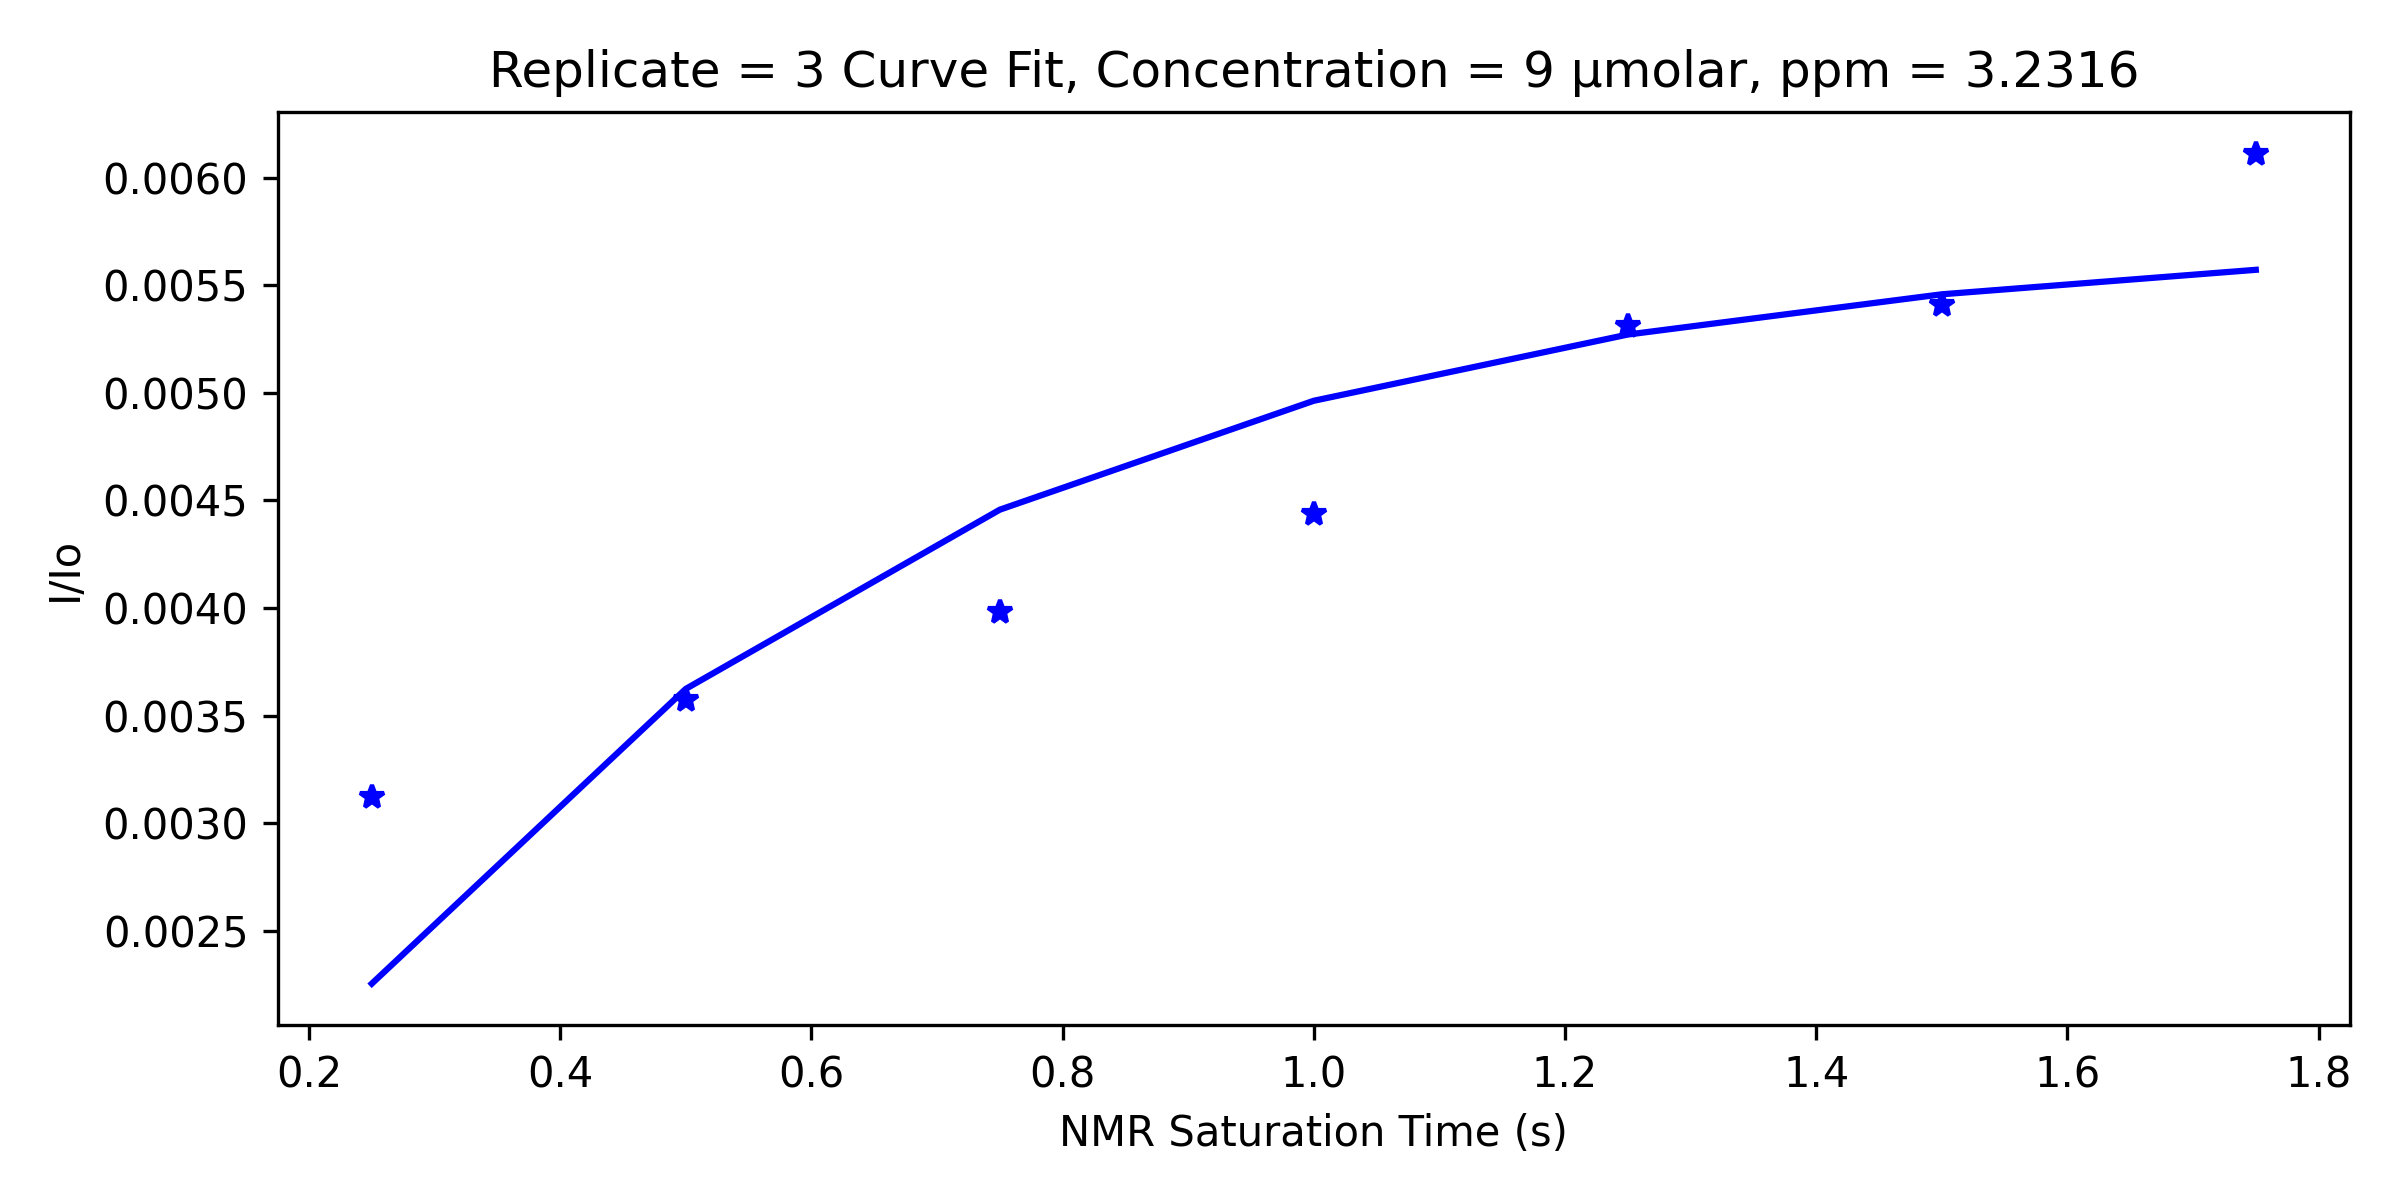 Replicate = 3 Curve Fit, Concentration = 9 μmolar, ppm = 3.2316
0.0060
0.0055
0.0050
0.0045
0.0040
0.0035
0.0030
0.0025
I/Io
0.2 0.4 0.6 0.8 1.0 1.2 1.4 1.6 1.8
NMR Saturation Time (s)